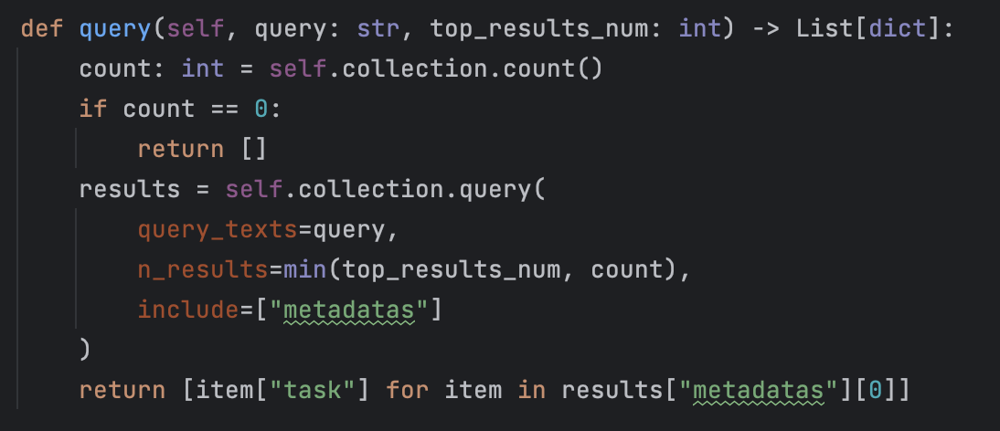 def query(self, query: str, top_results_num: int) -> List[dict]:
    count: int = self.collection.count()
    if count == 0:
        return []
    results = self.collection.query(
        query_texts=query,
        n_results=min(top_results_num, count),
        include=["metadatas"]
    )
    return [item["task"] for item in results["metadatas"][0]]